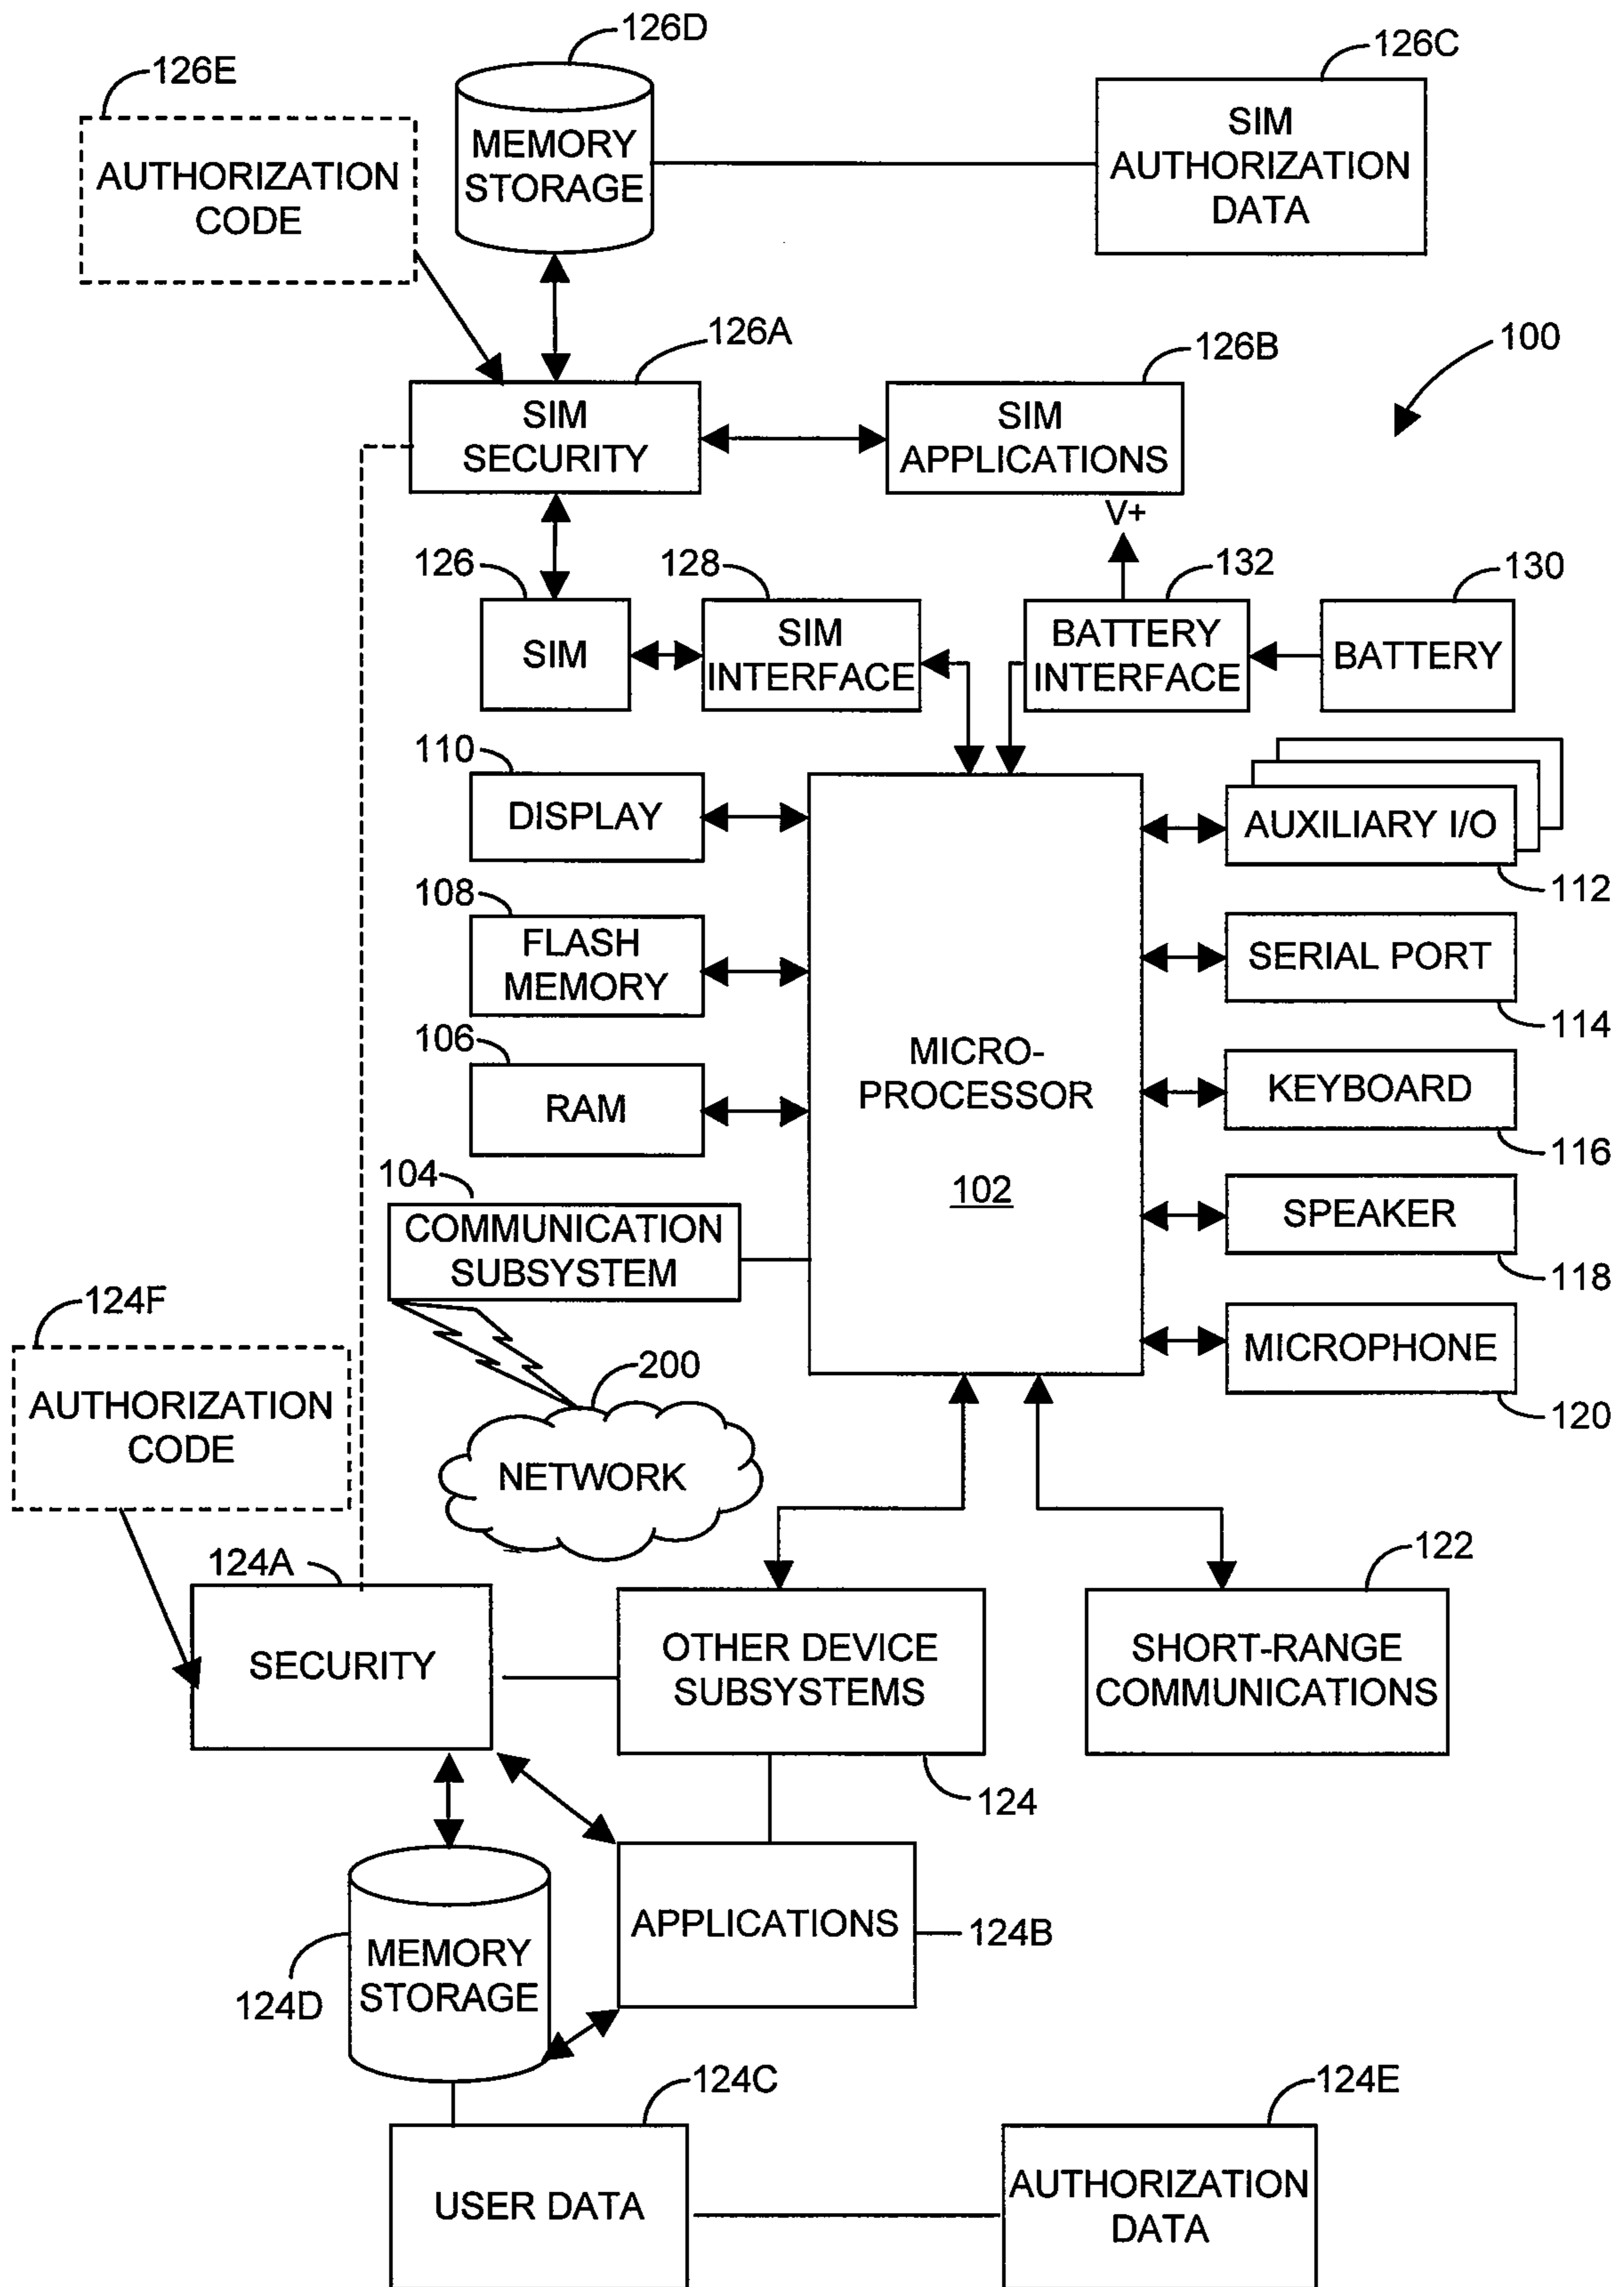 126D
126C
126E
SIM
AUTHORIZATION
DATA
MEMORY
STORAGE
AUTHORIZATION
CODE
126A
126B
100
SIM
SECURITY
SIM
APPLICATIONS
V+
126
128
132
130
SIM
SIM
INTERFACE
BATTERY
INTERFACE
BATTERY
110
DISPLAY
AUXILIARY I/O
112
108
FLASH
MEMORY
SERIAL PORT
114
106
RAM
MICRO-
PROCESSOR
102
KEYBOARD
116
104
COMMUNICATION
SUBSYSTEM
SPEAKER
118
124F
AUTHORIZATION
CODE
200
NETWORK
MICROPHONE
120
124A
SECURITY
OTHER DEVICE
SUBSYSTEMS
124
122
SHORT-RANGE
COMMUNICATIONS
APPLICATIONS
124B
MEMORY
STORAGE
124D
124C
124E
USER DATA
AUTHORIZATION
DATA